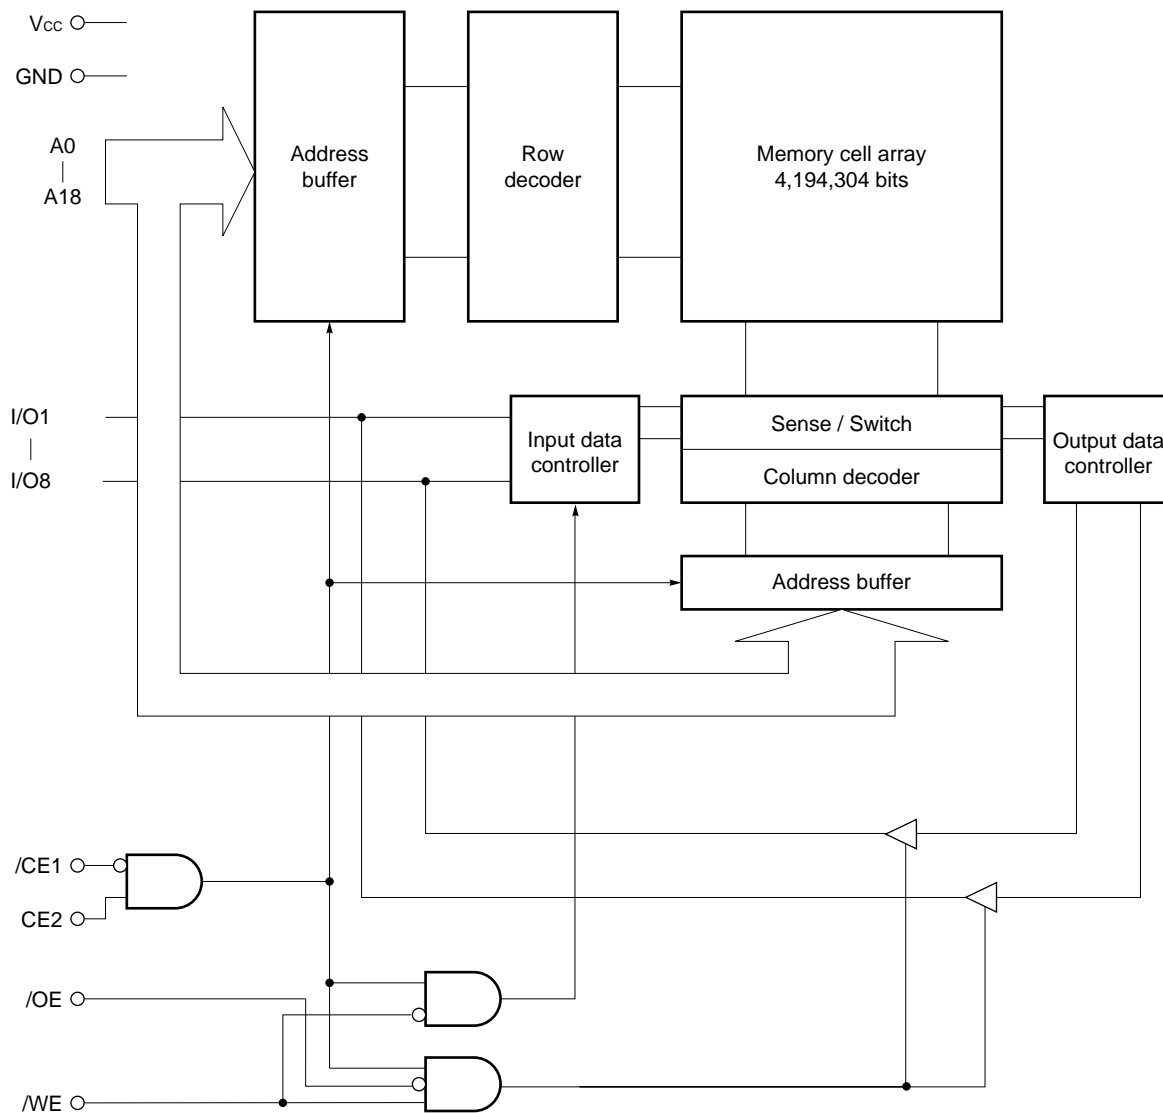 VCC
GND
A0
A18
Address
buffer
Row
decoder
Memory cell array
4,194,304 bits
I/O1
I/O8
Input data
controller
Sense / Switch
Column decoder
Output data
controller
Address buffer
/CE1
CE2
/OE
/WE